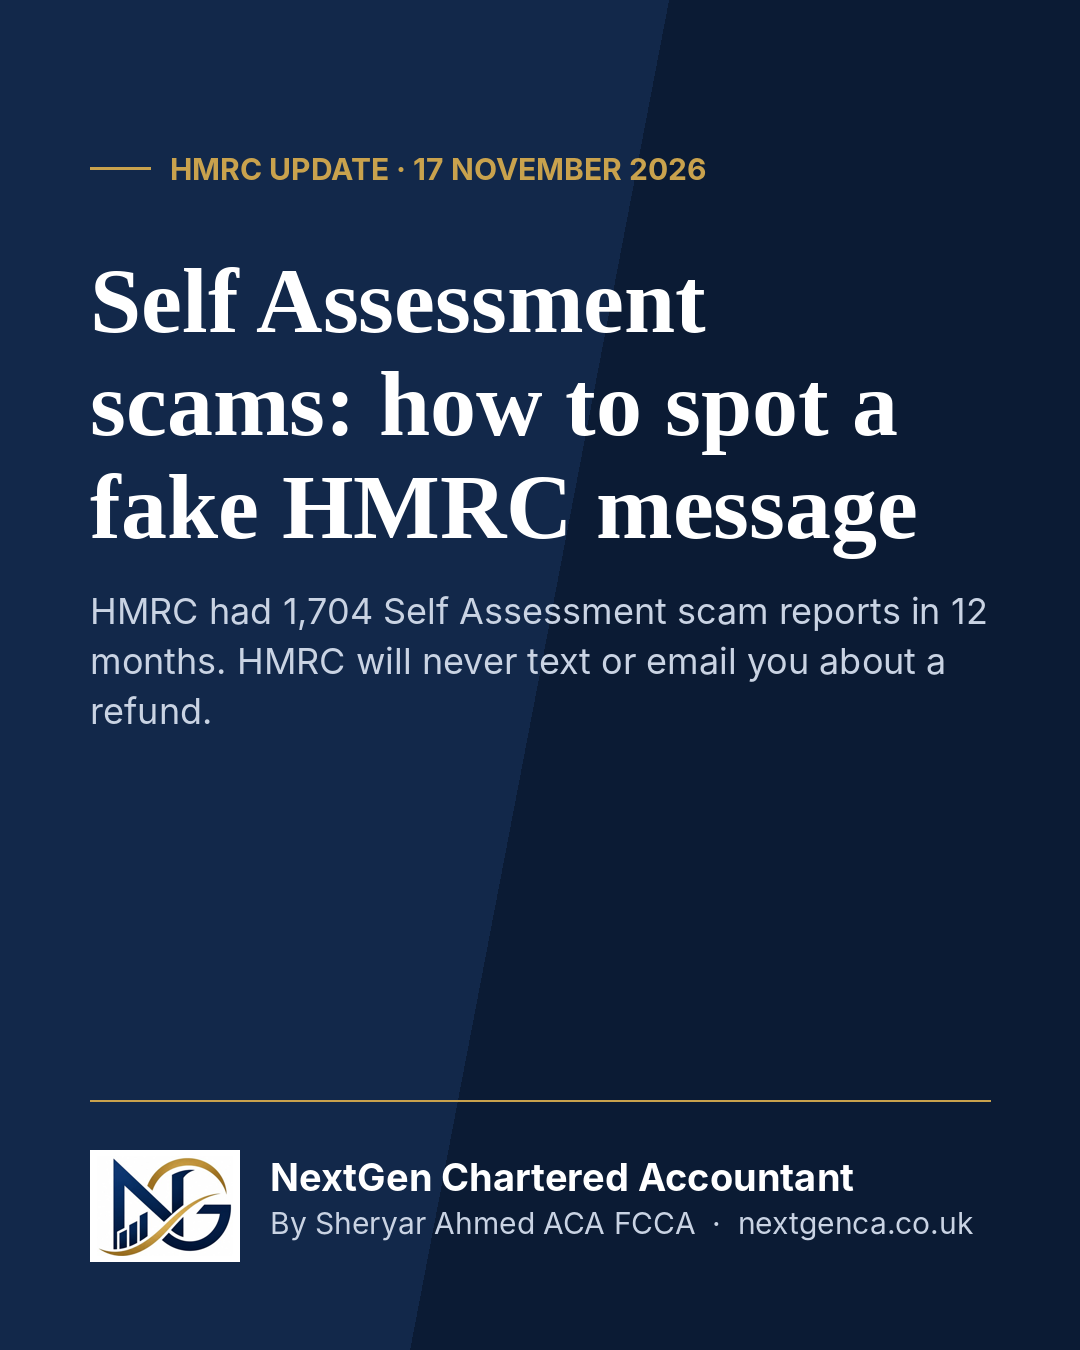 HMRC UPDATE · 17 NOVEMBER 2026
Self Assessment
scams: how to spot a
fake HMRC message
HMRC had 1,704 Self Assessment scam reports in 12
months. HMRC will never text or email you about a
refund.
NG
NextGen Chartered Accountant
By Sheryar Ahmed ACA FCCA · nextgenca.co.uk